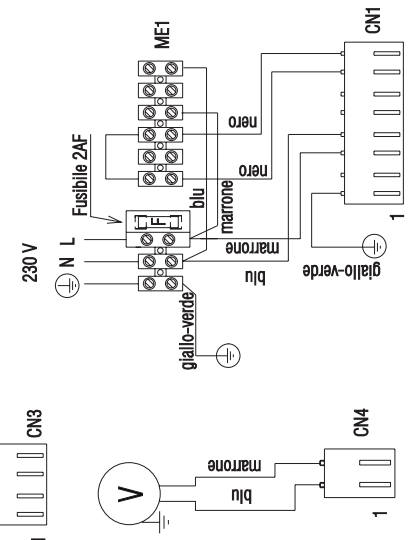 230 V
N L
Fusibile 2AF
F
ME1
nero
nero
blu
marrone
marrone
blu
giallo-verde
giallo-verde
CN1
1
CN3
V
marrone
blu
CN4
1